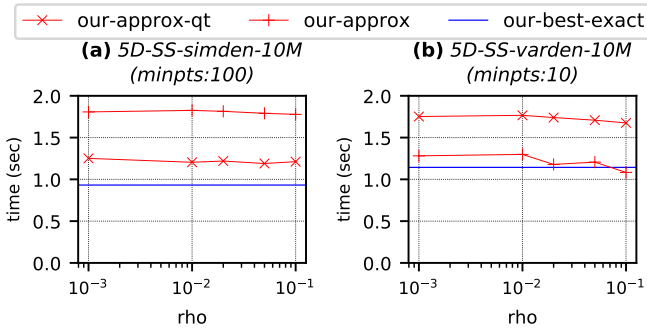 our-approx-qt our-approx our-best-exact
(a) 5D-SS-simden-10M
(minpts:100)
(b) 5D-SS-varden-10M
(minpts:10)
time (sec)
2.0
1.5
1.0
0.5
0.0
10⁻³ 10⁻² 10⁻¹
rho
time (sec)
2.0
1.5
1.0
0.5
0.0
10⁻³ 10⁻² 10⁻¹
rho